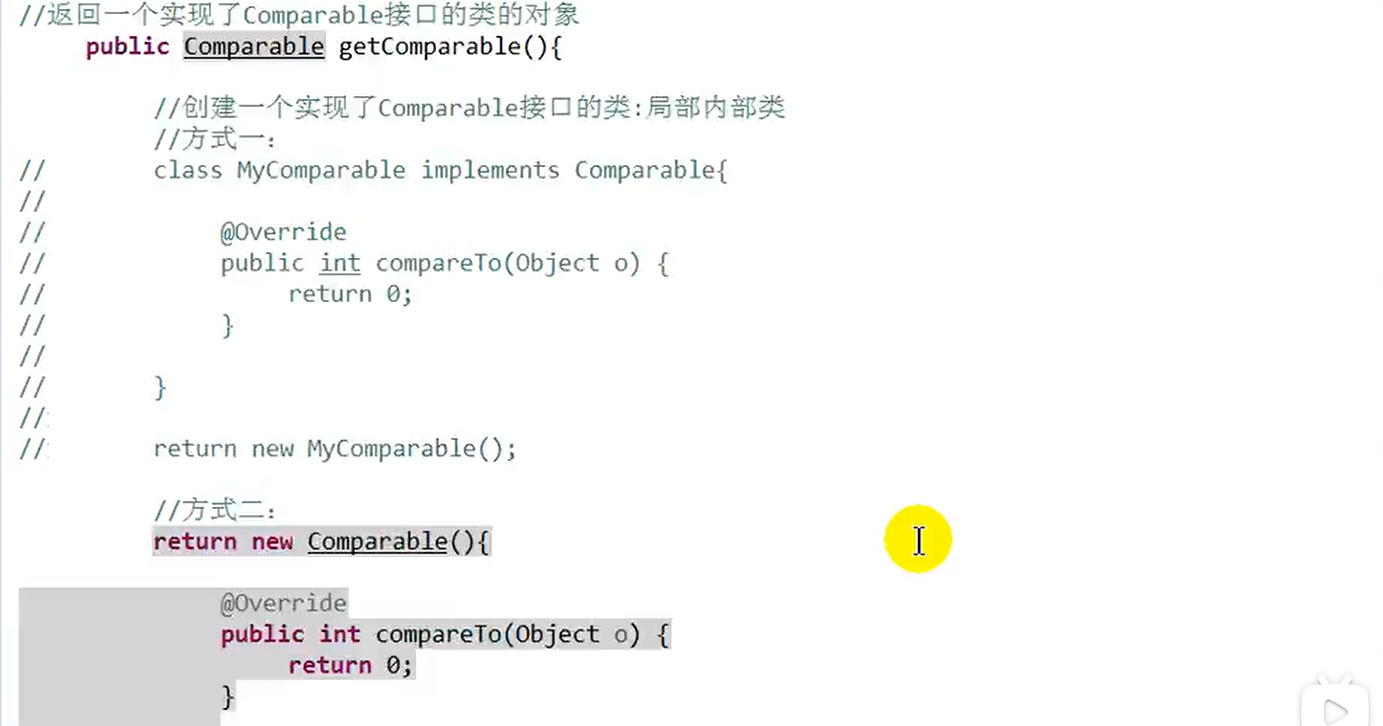 //返回一个实现了Comparable接口的类的对象
public Comparable getComparable(){
//创建一个实现了Comparable接口的类:局部内部类
//方式一：
// class MyComparable implements Comparable{
//
// @Override
// public int compareTo(Object o) {
// return 0;
// }
//
// }
//
// return new MyComparable();
//方式二：
return new Comparable(){
@Override
public int compareTo(Object o) {
return 0;
}